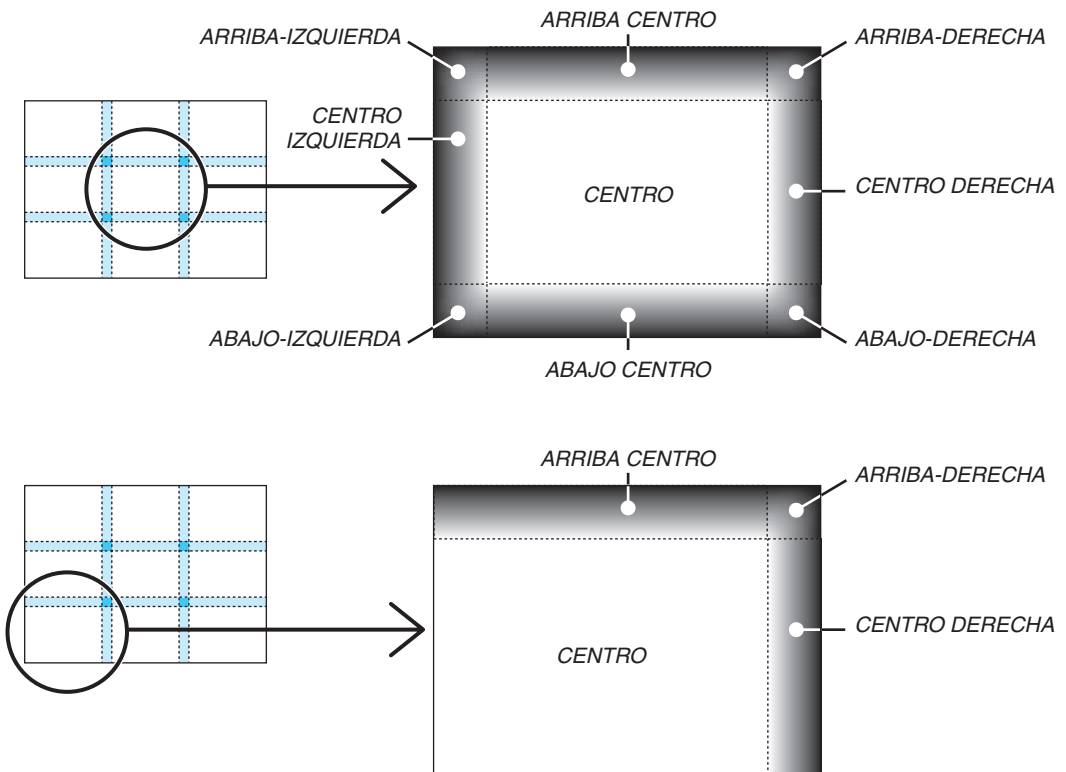 ARRIBA CENTRO
ARRIBA-IZQUIERDA
ARRIBA-DERECHA
CENTRO
IZQUIERDA
CENTRO
CENTRO DERECHA
ABAJO-IZQUIERDA
ABAJO-DERECHA
ABAJO CENTRO
ARRIBA CENTRO
ARRIBA-DERECHA
CENTRO DERECHA
CENTRO